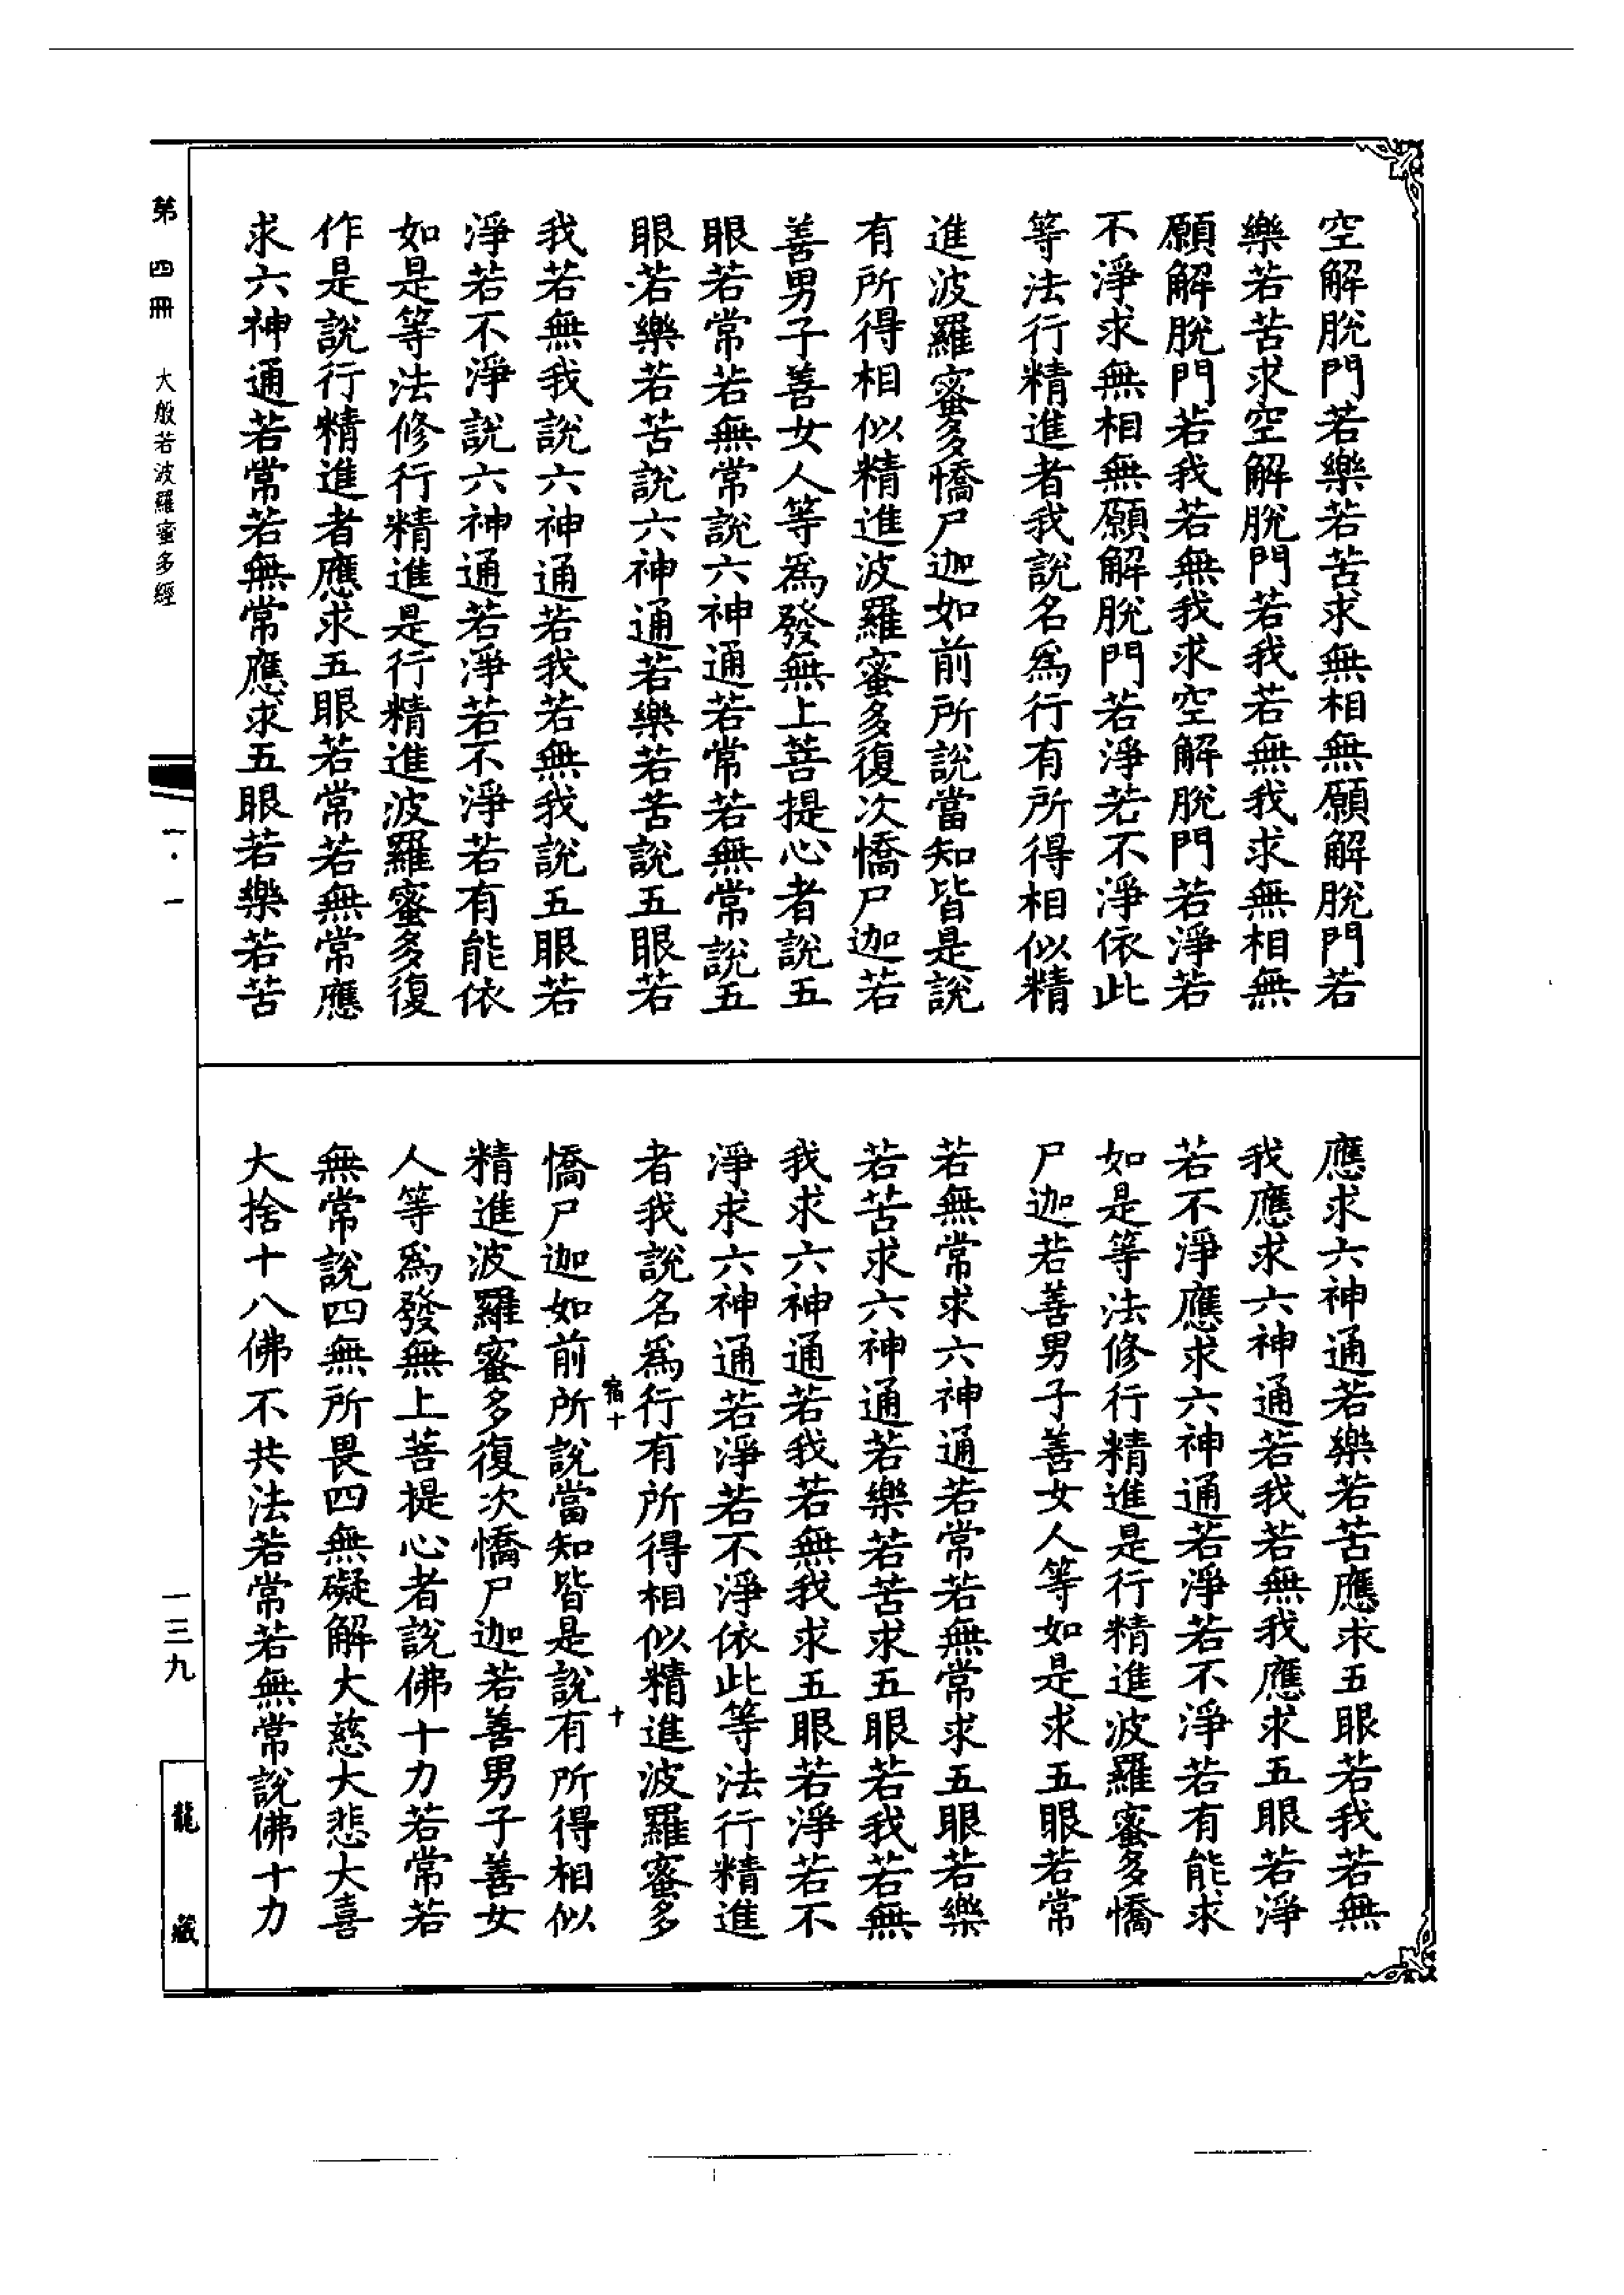 空解脫門若樂若苦求無相無願解脫門若
樂若苦求空解脫門若我若無我求無相無
願解脫門若我若無我求空解脫門若淨若
不淨求無相無願解脫門若淨若不淨依此
等法行精進者我說名爲行有所得相似精
進波羅蜜多憍尸迦如前所說當知皆是說
有所得相似精進波羅蜜多復次憍尸迦若
善男子善女人等爲發無上菩提心者說五
眼若常若無常說六神通若常若無常說五
眼若樂若苦說六神通若樂若苦說五眼若
我若無我說六神通若我若無我說五眼若
淨若不淨說六神通若淨若不淨若有能依
如是等法修行精進是行精進波羅蜜多復
作是說行精進者應求五眼若常若無常應
求六神通若常若無常應求五眼若樂若苦
應求六神通若樂若苦應求五眼若我若無
我應求六神通若我若無我應求五眼若淨
若不淨應求六神通若淨若不淨若有能求
如是等法修行精進是行精進波羅蜜多憍
尸迦若善男子善女人等如是求五眼若常
若無常求六神通若常若無常求五眼若樂
若苦求六神通若樂若苦求五眼若我若無
我求六神通若我若無我求五眼若淨若不
淨求六神通若淨若不淨依此等法行精進
者我說名爲行有所得相似精進波羅蜜多
宿十
十
憍尸迦如前所說當知皆是說有所得相似
精進波羅蜜多復次憍尸迦若善男子善女
人等爲發無上菩提心者說佛十力若常若
無常說四無所畏四無礙解大慈大悲大喜
大捨十八佛不共法若常若無常說佛十力
第四冊 大般若波羅蜜多經
一·一
一三九
龍藏